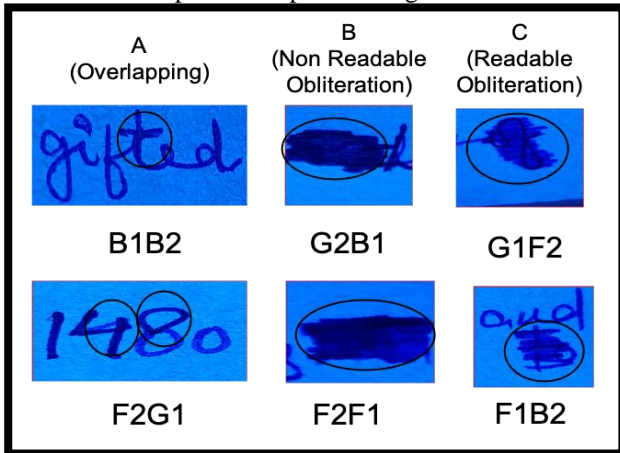 A
(Overlapping)
B
(Non Readable
Obliteration)
C
(Readable
Obliteration)
gifted
B1B2
G2B1
G1F2
1480
and
F2G1
F2F1
F1B2